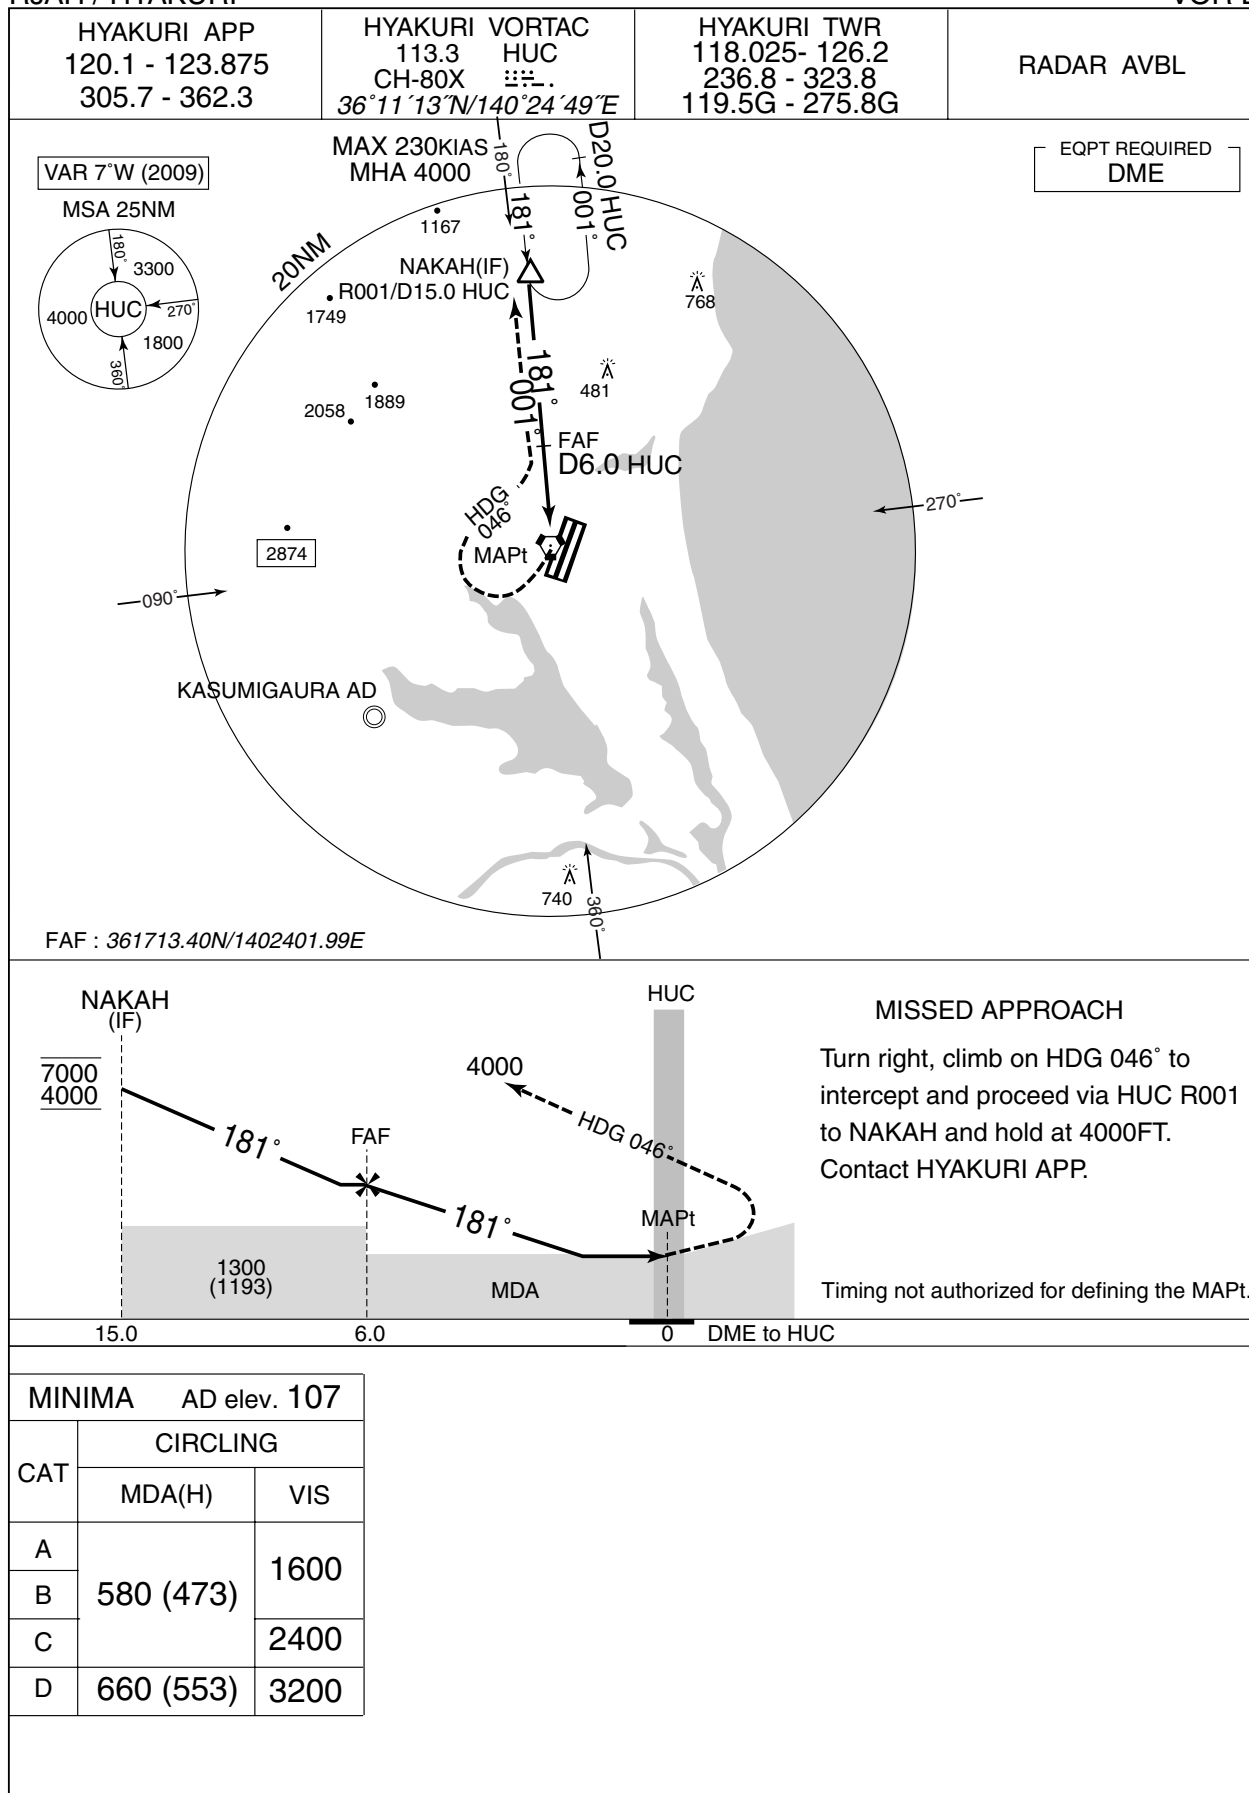 HYAKURI APP
120.1 - 123.875
305.7 - 362.3
HYAKURI VORTAC
113.3 HUC
CH-80X
36°11´13˝N/140°24´49˝E
HYAKURI TWR
118.025- 126.2
236.8 - 323.8
119.5G - 275.8G
RADAR AVBL
EQPT REQUIRED
DME
VAR 7°W (2009)
MSA 25NM
180°
3300
HUC
4000
270°
1800
360°
MAX 230KIAS
MHA 4000
180°
181°
001°
D20.0 HUC
20NM
1167
NAKAH(IF)
R001/D15.0 HUC
1749
768
181°
001°
481
2058
1889
FAF
D6.0 HUC
HDG
046°
MAPt
2874
270°
090°
KASUMIGAURA AD
740
360°
FAF : 361713.40N/1402401.99E
NAKAH
(IF)
7000
4000
181°
FAF
4000
HDG 046°
HUC
181°
MAPt
1300
(1193)
MDA
15.0
6.0
0
DME to HUC
MISSED APPROACH
Turn right, climb on HDG 046° to
intercept and proceed via HUC R001
to NAKAH and hold at 4000FT.
Contact HYAKURI APP.
Timing not authorized for defining the MAPt.
MINIMA AD elev. 107
CAT
CIRCLING
MDA(H)
VIS
A
B
580 (473)
1600
C
2400
D
660 (553)
3200